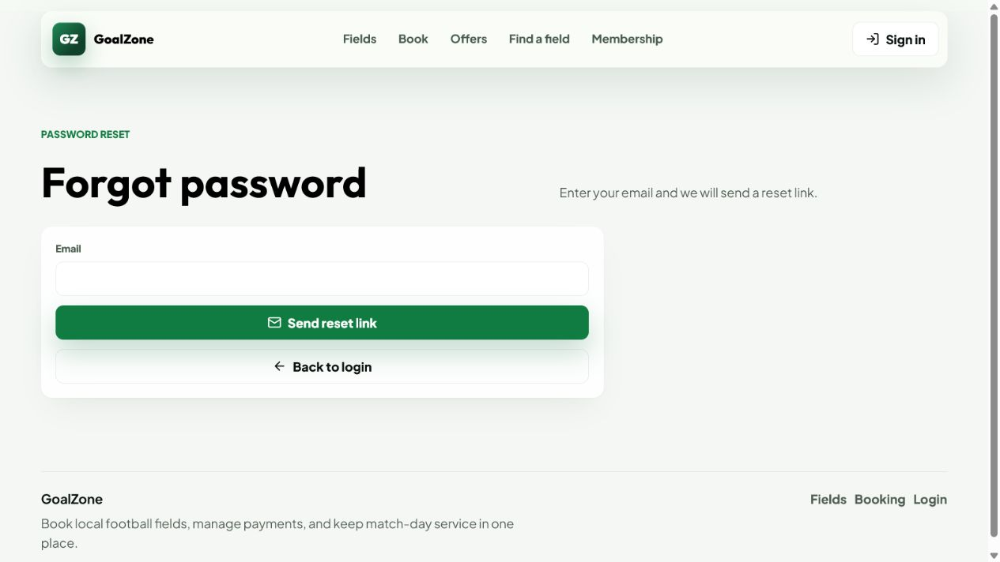 GZ GoalZone Fields Book Offers Find a field Membership Sign in
PASSWORD RESET
Forgot password
Enter your email and we will send a reset link.
Email
Send reset link
Back to login
GoalZone
Fields Booking Login
Book local football fields, manage payments, and keep match-day service in one
place.